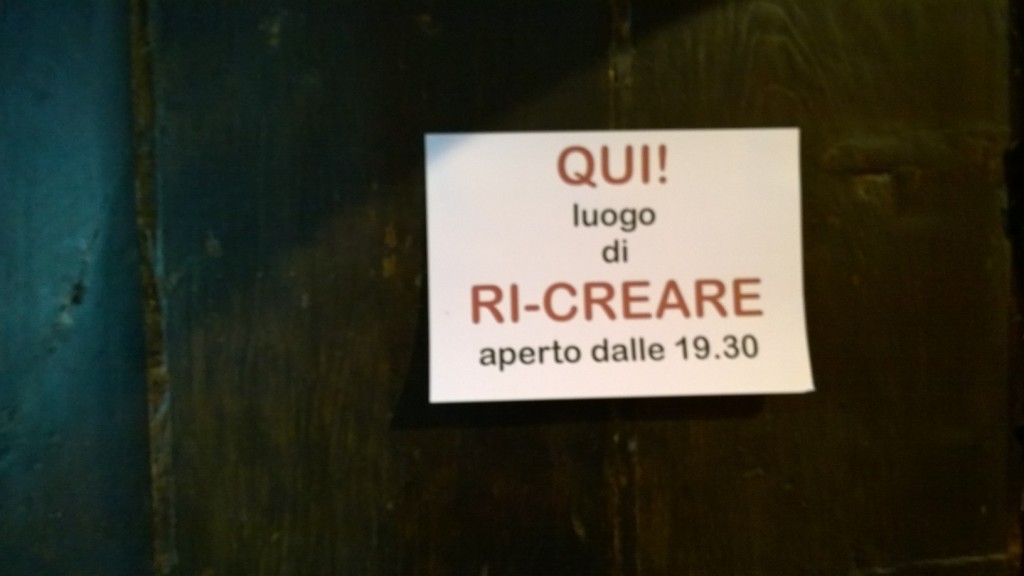 QUI!
luogo
di
RI-CREARE
aperto dalle 19.30